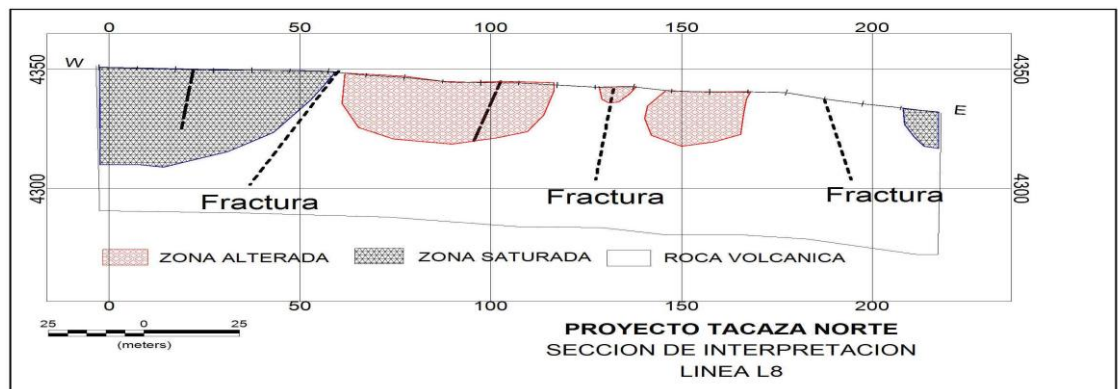 0 50 100 150 200
W
4350 4350
E
4300 4300
Fractura Fractura Fractura
ZONA ALTERADA ZONA SATURADA ROCA VOLCANICA
0 50 100 150 200
25 0 25
(meters)
PROYECTO TACAZA NORTE
SECCION DE INTERPRETACION
LINEA L8